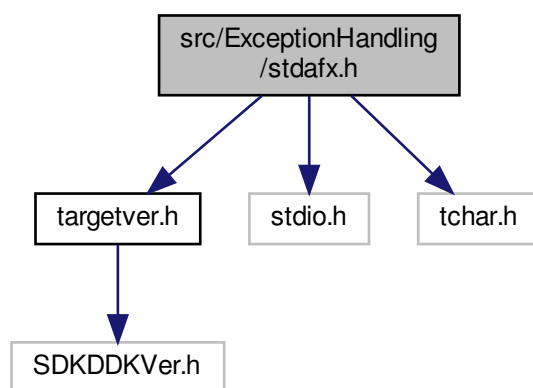 src/ExceptionHandling
/stdafx.h
targetver.h
stdio.h
tchar.h
SDKDDKVer.h